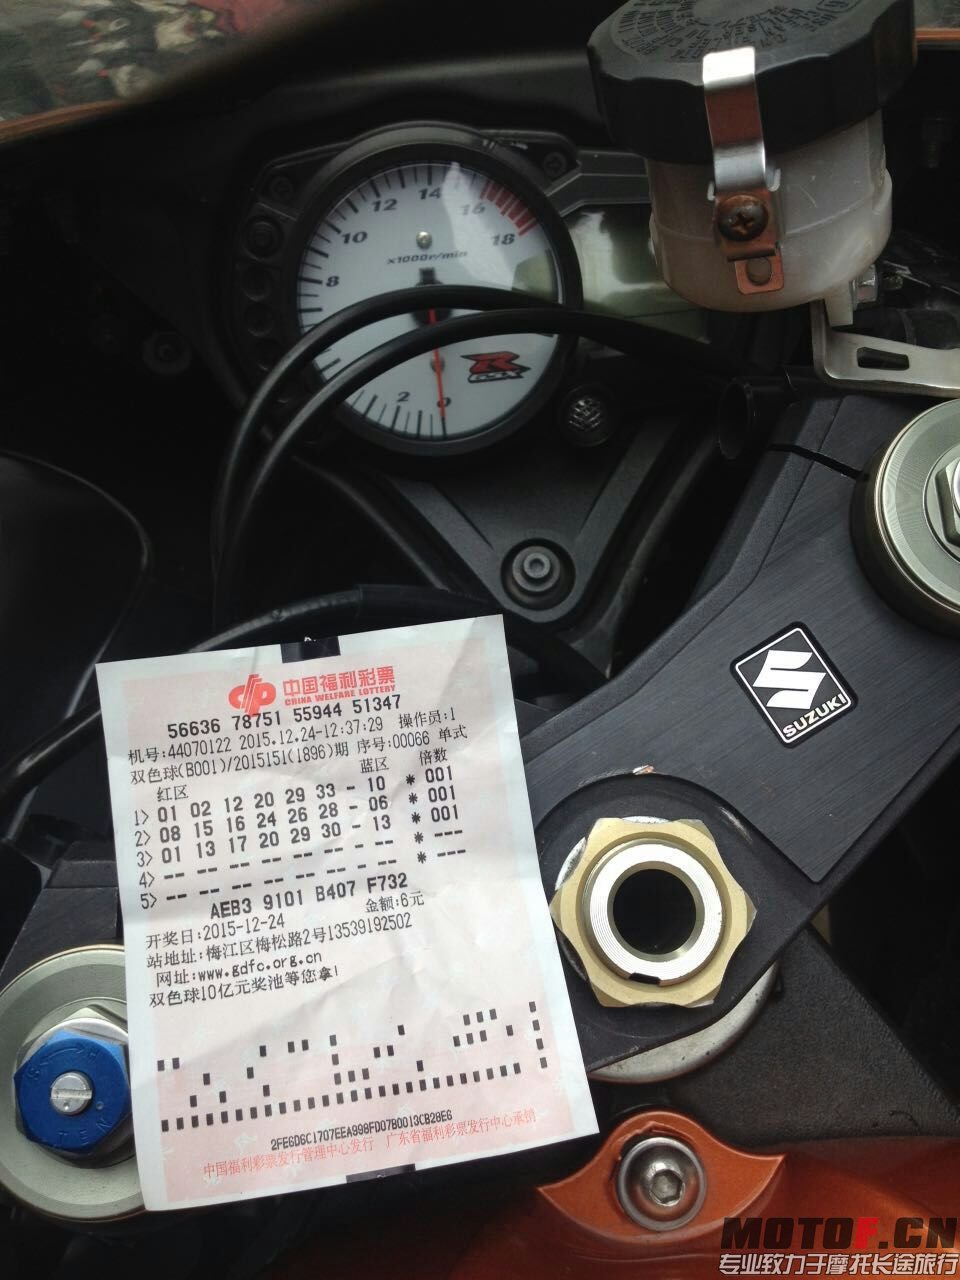 14
12
16
10
18
x1000r/min
8
R
2
0
SUZUKI
中国福利彩票
CHINA WELFARE LOTTERY
56636 78751 55944 51347
机号:44070122 2015.12.24-12:37:29 操作员:1
双色球(B001)/2015151(1896)期 序号:00066 单式
红区 蓝区 倍数
1> 01 02 12 20 29 33 - 10 * 001
2> 08 15 16 24 26 28 - 06 * 001
3> 01 13 17 20 29 30 - 13 * 001
4> -- -- -- -- -- -- - -- * ---
5> -- -- -- -- -- -- - -- * ---
AEB3 9101 B407 F732
开奖日:2015-12-24 金额:6元
站地址:梅江区梅松路2号13539192502
网址:www.gdfc.org.cn
双色球10亿元奖池等您拿!
2FE6D6C1707EEA998FD07B0013CB28E6
中国福利彩票发行管理中心发行 广东省福利彩票发行中心承销
MOTOF.CN
专业致力于摩托长途旅行